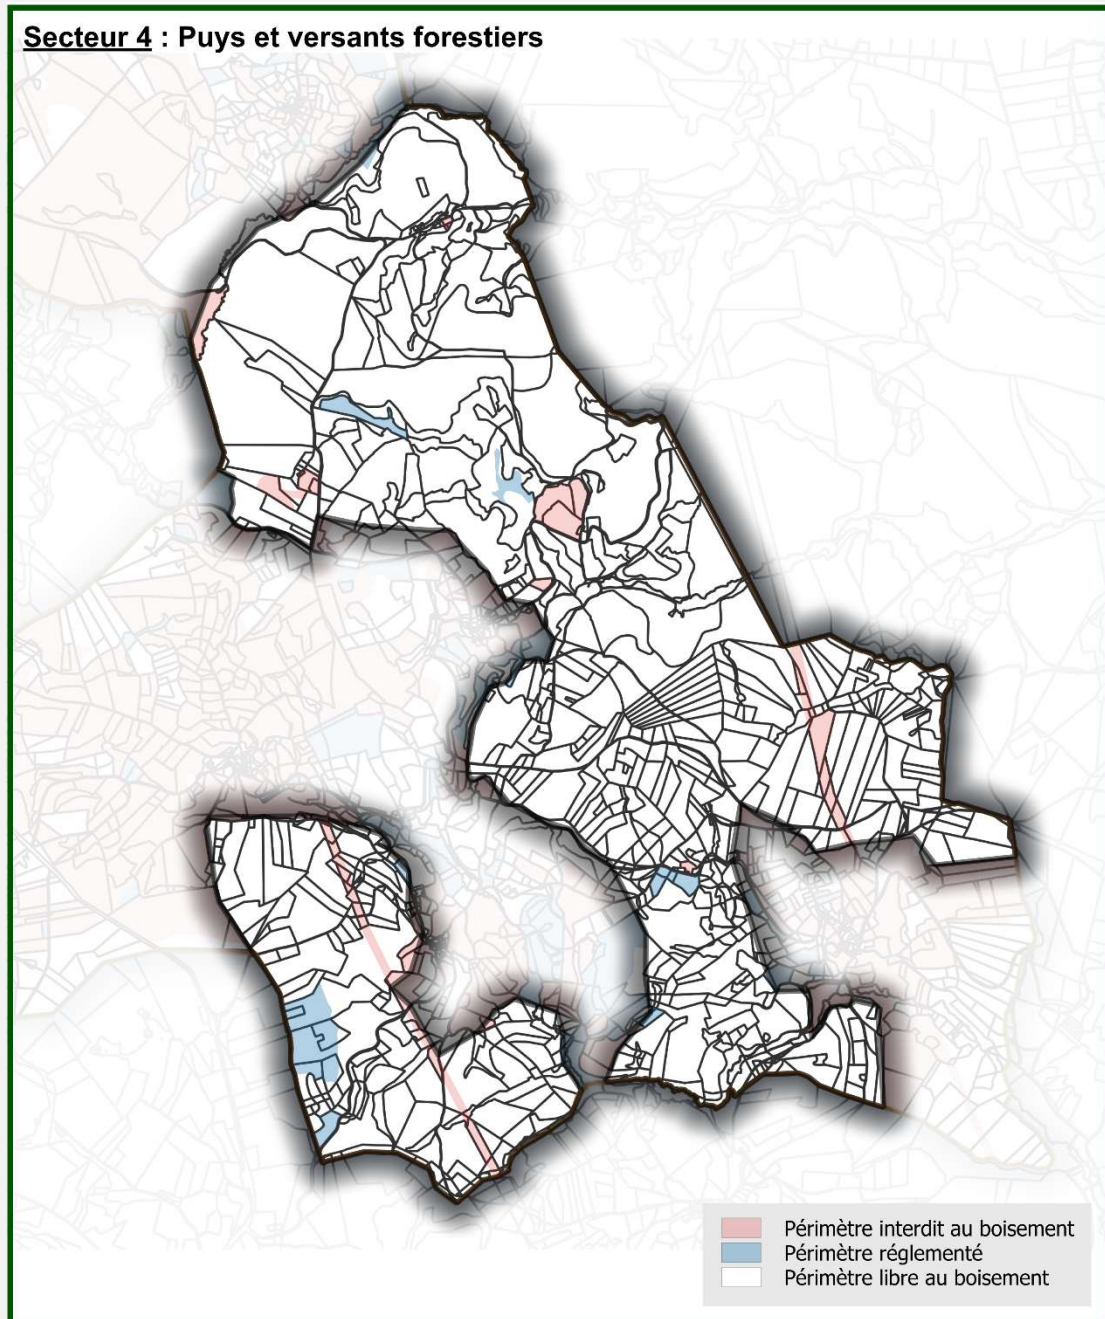 Secteur 4 : Puys et versants forestiers
Périmètre interdit au boisement
Périmètre réglementé
Périmètre libre au boisement